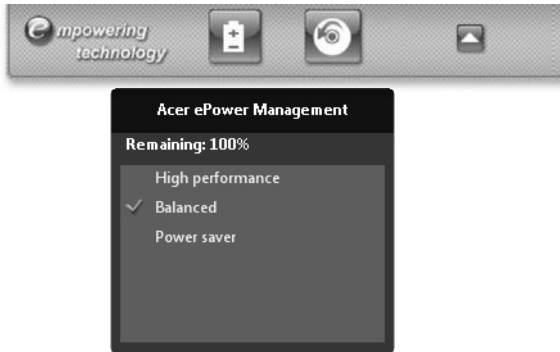 empowering
technology
Acer ePower Management
Remaining: 100%
High performance
Balanced
Power saver